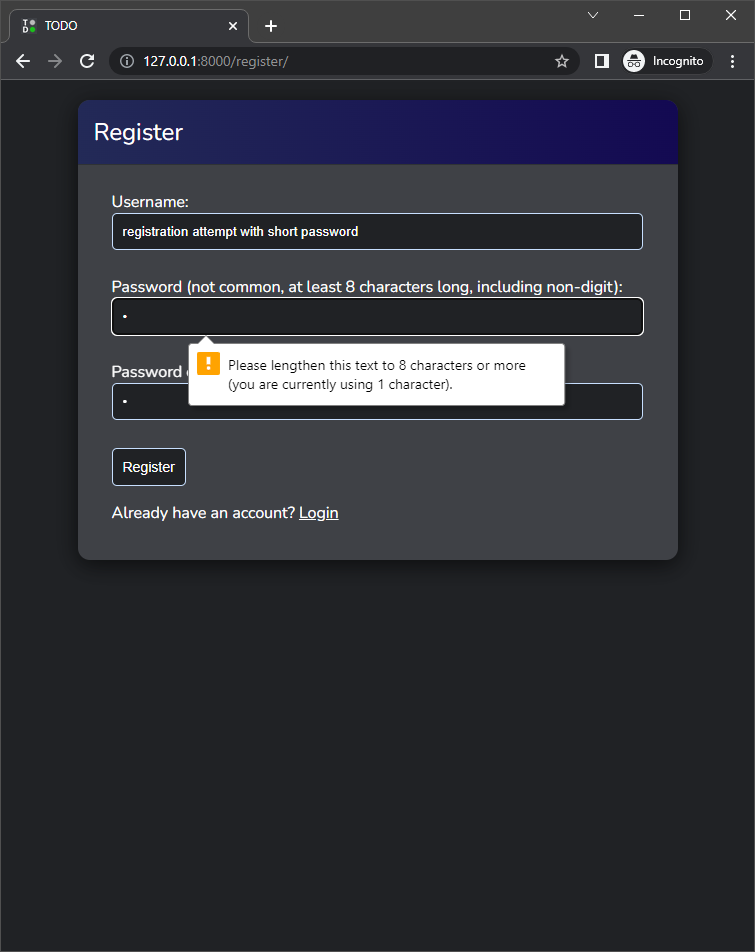 TODO
127.0.0.1:8000/register/
Incognito
Register
Username:
registration attempt with short password
Password (not common, at least 8 characters long, including non-digit):
•
Please lengthen this text to 8 characters or more
(you are currently using 1 character).
Password
•
Register
Already have an account? Login